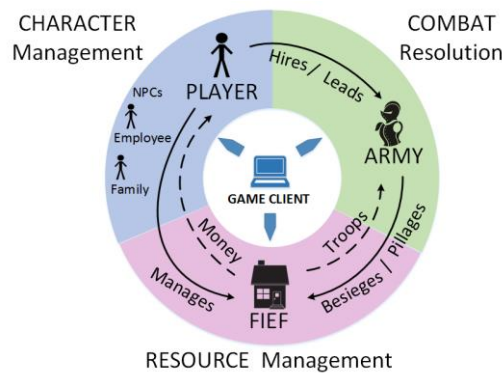 CHARACTER
Management
COMBAT
Resolution
PLAYER
NPCs
Employee
Family
Hires / Leads
ARMY
GAME CLIENT
Money
Troops
Manages
Besieges / Pillages
FIEF
RESOURCE Management